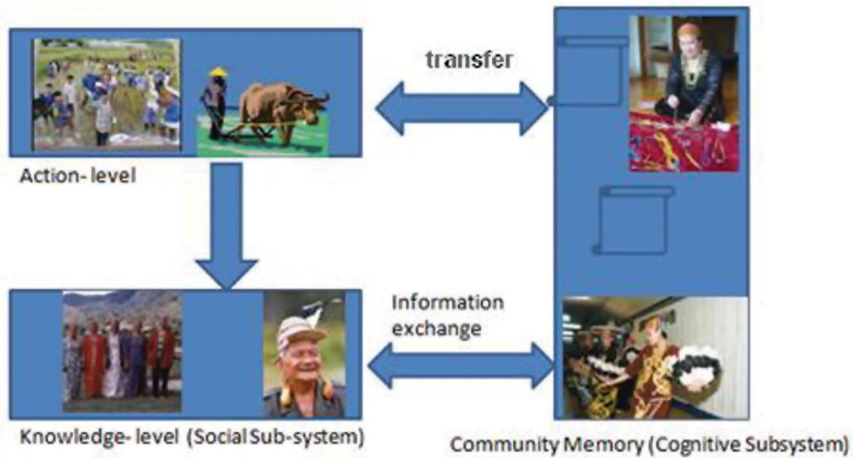 transfer
Action- level
Information
exchange
Knowledge- level (Social Sub-system)
Community Memory (Cognitive Subsystem)